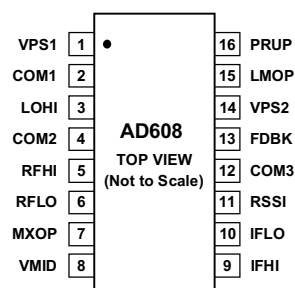 VPS1 1 16 PRUP
COM1 2 15 LMOP
LOHI 3 14 VPS2
COM2 4 13 FDBK
RFHI 5 12 COM3
RFLO 6 11 RSSI
MXOP 7 10 IFLO
VMID 8 9 IFHI
AD608
TOP VIEW
(Not to Scale)